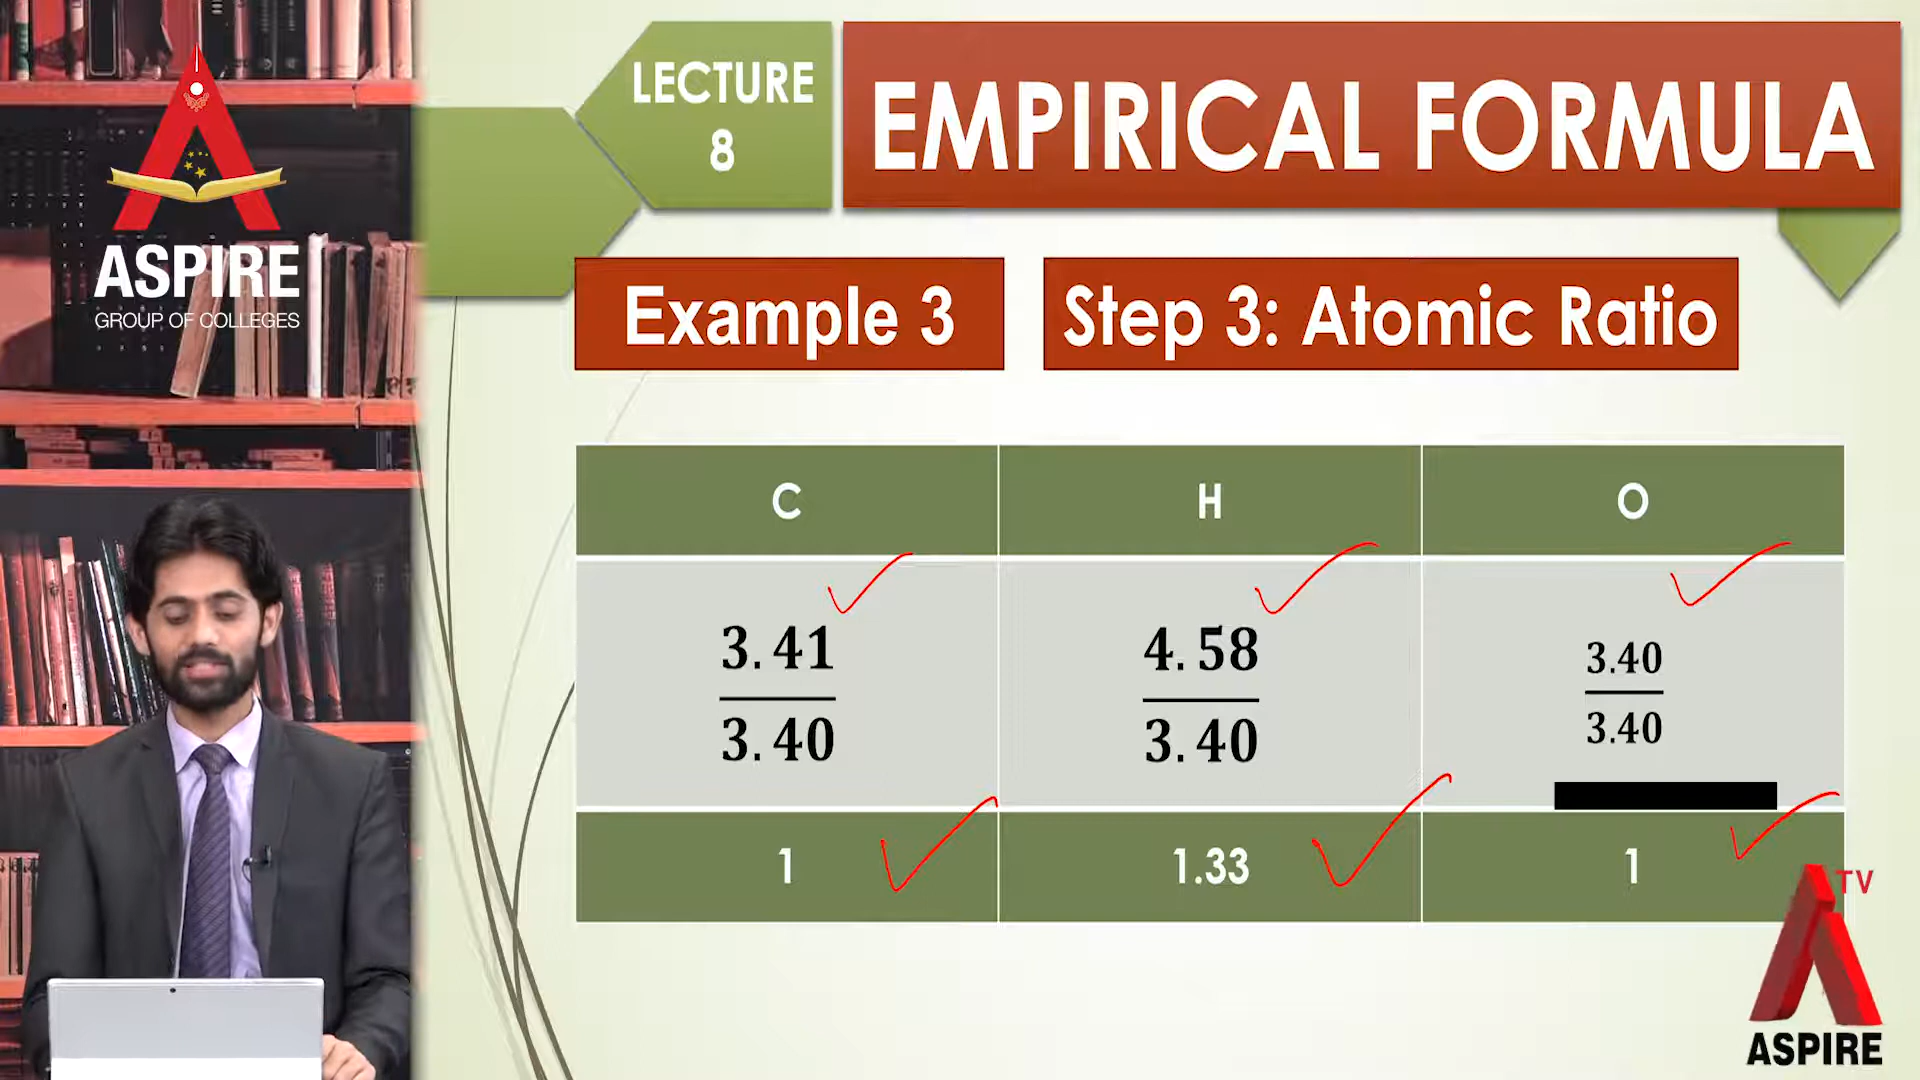 ASPIRE
GROUP OF COLLEGES
LECTURE
8
EMPIRICAL FORMULA
Example 3
Step 3: Atomic Ratio
C
H
O
3.41
3.40
4.58
3.40
3.40
3.40
1
1.33
1
TV
ASPIRE